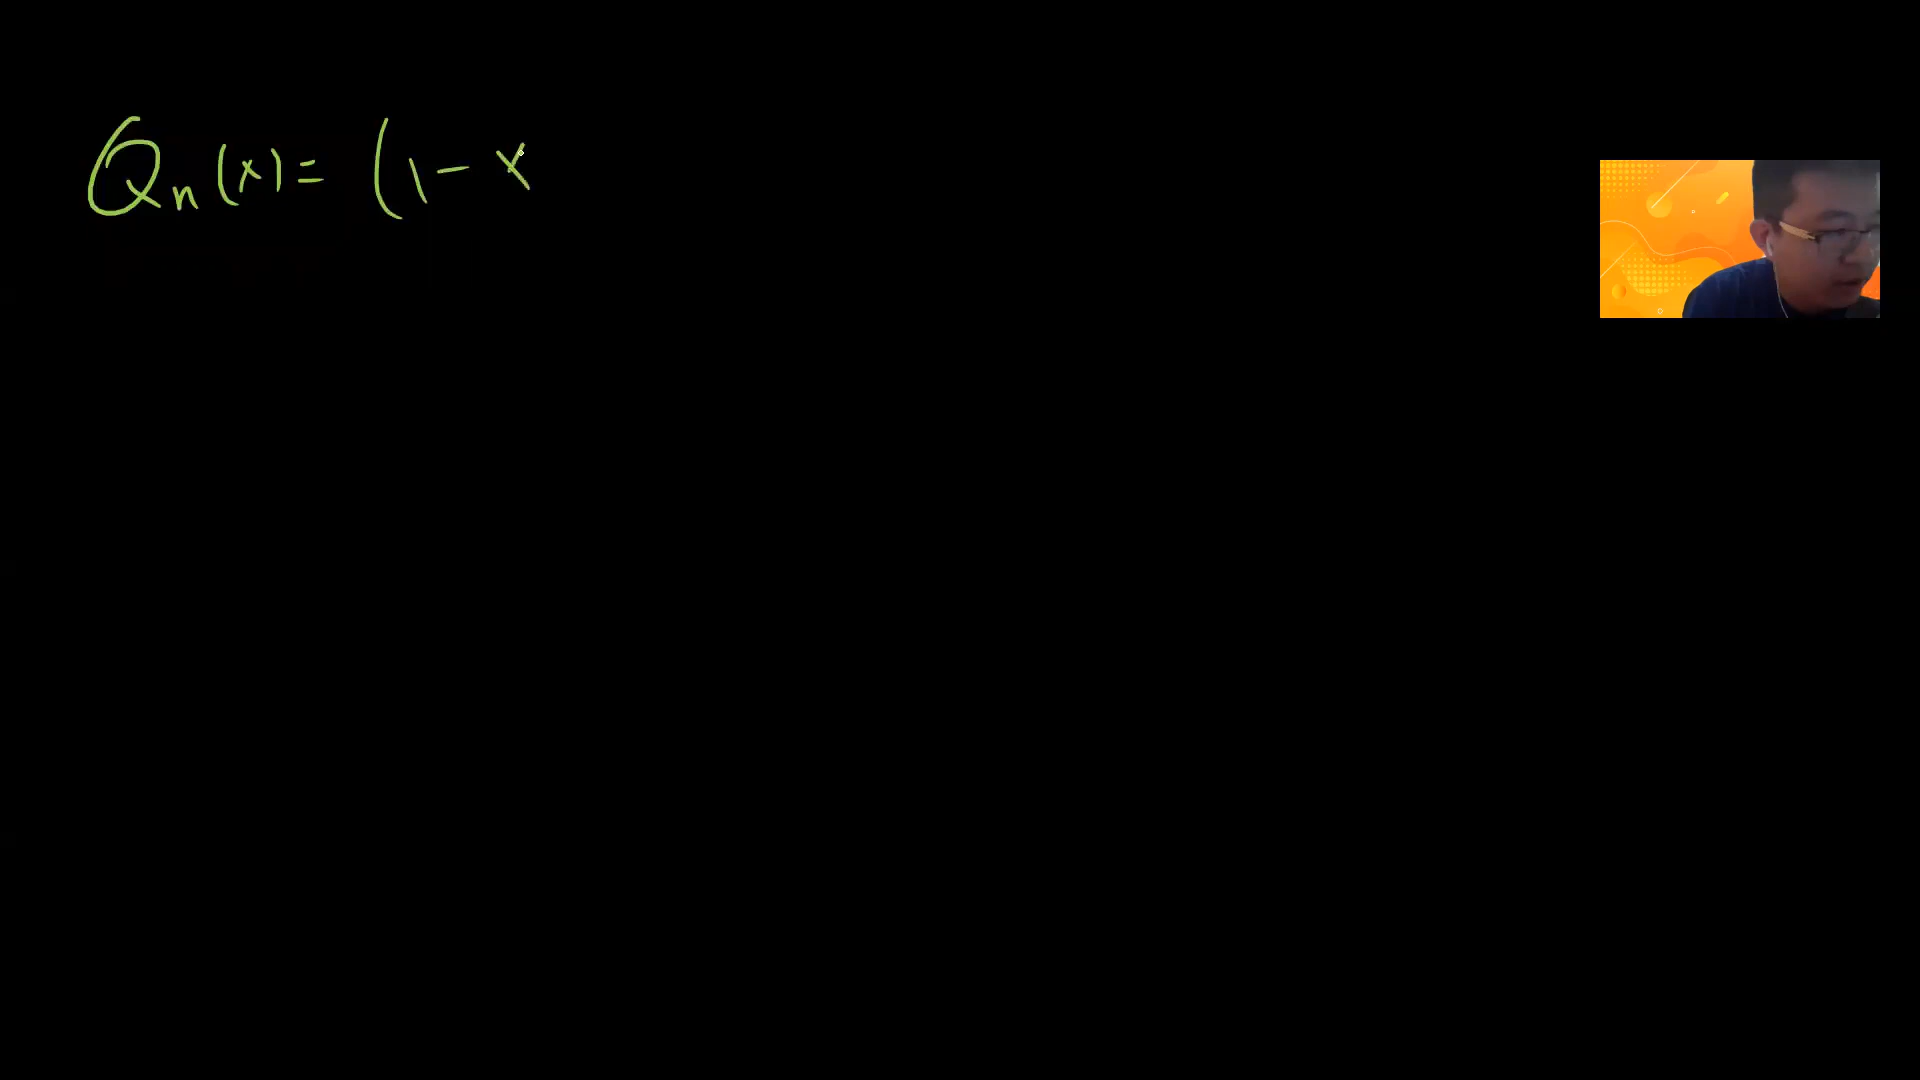 Qn(x) = (1 - x